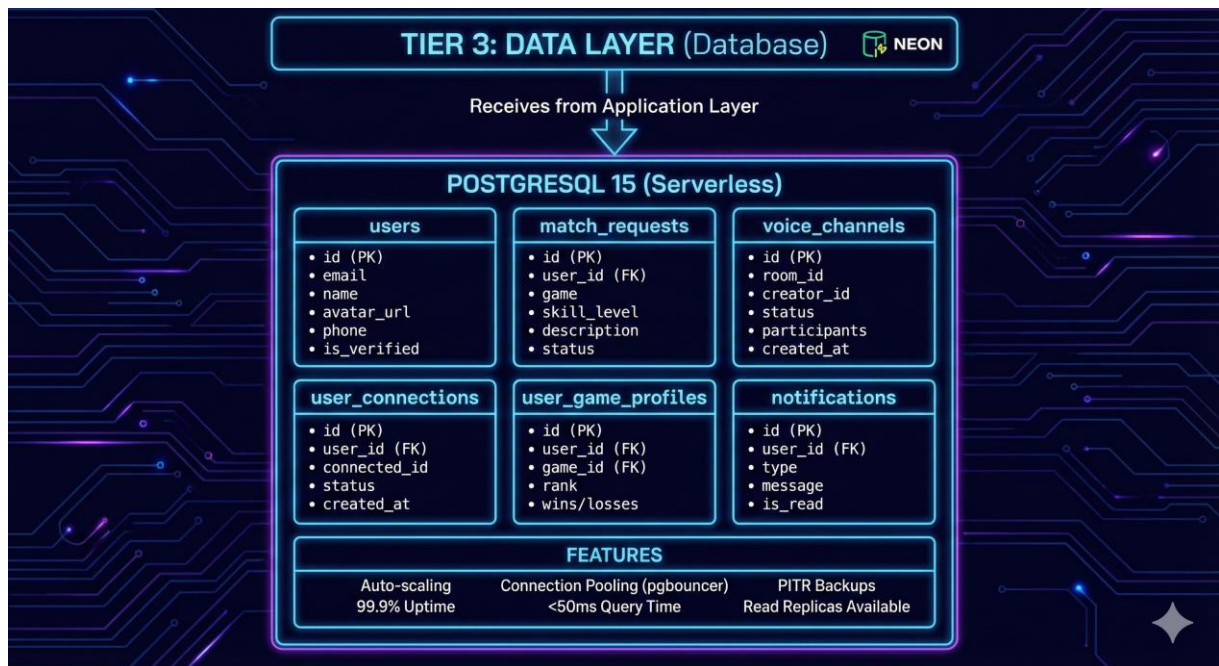 TIER 3: DATA LAYER (Database)
NEON
Receives from Application Layer
POSTGRESQL 15 (Serverless)
users
• id (PK)
• email
• name
• avatar_url
• phone
• is_verified
match_requests
• id (PK)
• user_id (FK)
• game
• skill_level
• description
• status
voice_channels
• id (PK)
• room_id
• creator_id
• status
• participants
• created_at
user_connections
• id (PK)
• user_id (FK)
• connected_id
• status
• created_at
user_game_profiles
• id (PK)
• user_id (FK)
• game_id (FK)
• rank
• wins/losses
notifications
• id (PK)
• user_id (FK)
• type
• message
• is_read
FEATURES
Auto-scaling
99.9% Uptime
Connection Pooling (pgbouncer)
<50ms Query Time
PITR Backups
Read Replicas Available